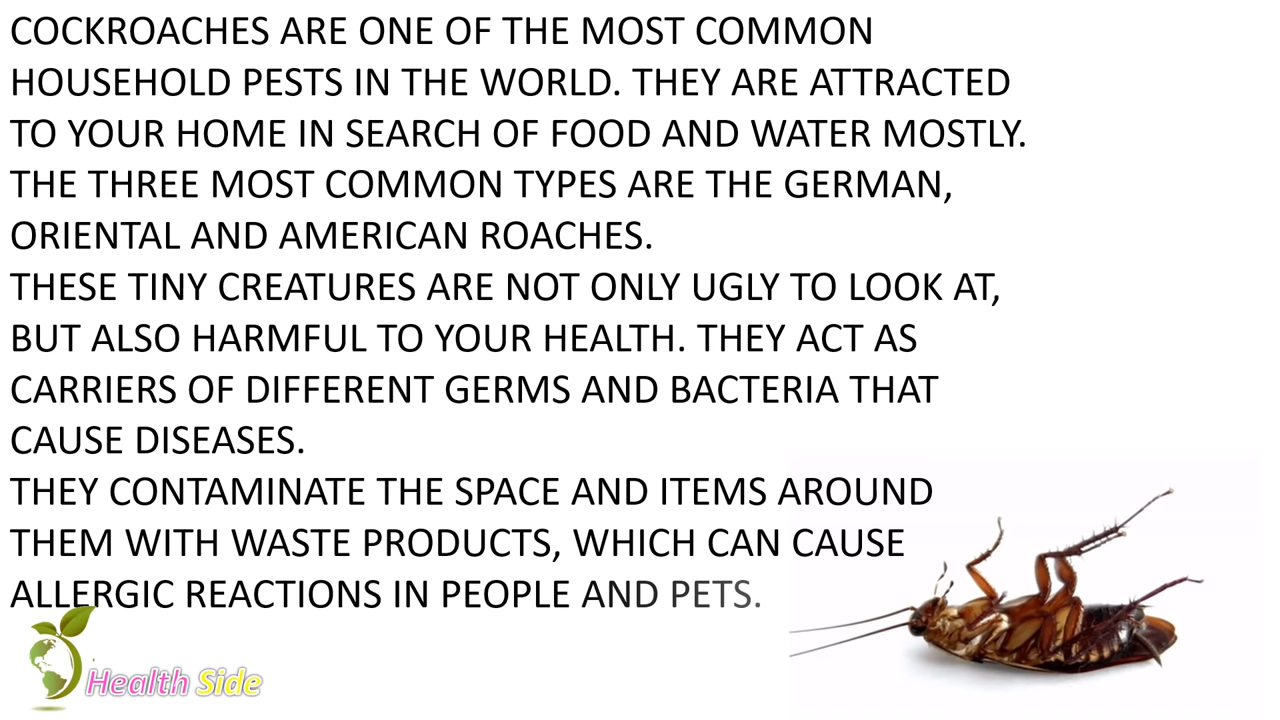 COCKROACHES ARE ONE OF THE MOST COMMON
HOUSEHOLD PESTS IN THE WORLD. THEY ARE ATTRACTED
TO YOUR HOME IN SEARCH OF FOOD AND WATER MOSTLY.
THE THREE MOST COMMON TYPES ARE THE GERMAN,
ORIENTAL AND AMERICAN ROACHES.
THESE TINY CREATURES ARE NOT ONLY UGLY TO LOOK AT,
BUT ALSO HARMFUL TO YOUR HEALTH. THEY ACT AS
CARRIERS OF DIFFERENT GERMS AND BACTERIA THAT
CAUSE DISEASES.
THEY CONTAMINATE THE SPACE AND ITEMS AROUND
THEM WITH WASTE PRODUCTS, WHICH CAN CAUSE
ALLERGIC REACTIONS IN PEOPLE AND PETS.
Health Side